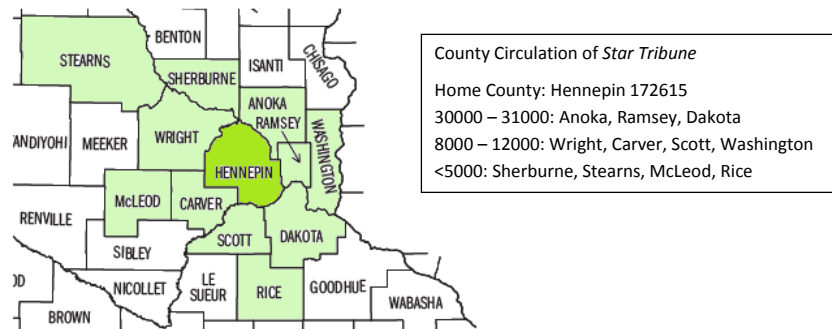 BENTON
STEARNS
ISANTI
CHISAGO
SHERBURNE
ANOKA
RAMSEY
WASHINGTON
WRIGHT
ANDIYOHI
MEEKER
HENNEPIN
McLEOD
CARVER
RENVILLE
SCOTT
DAKOTA
SIBLEY
OD
NICOLLET
LE
SUEUR
RICE
GOODHUE
WABASHA
BROWN
County Circulation of Star Tribune
Home County: Hennepin 172615
30000 – 31000: Anoka, Ramsey, Dakota
8000 – 12000: Wright, Carver, Scott, Washington
<5000: Sherburne, Stearns, McLeod, Rice